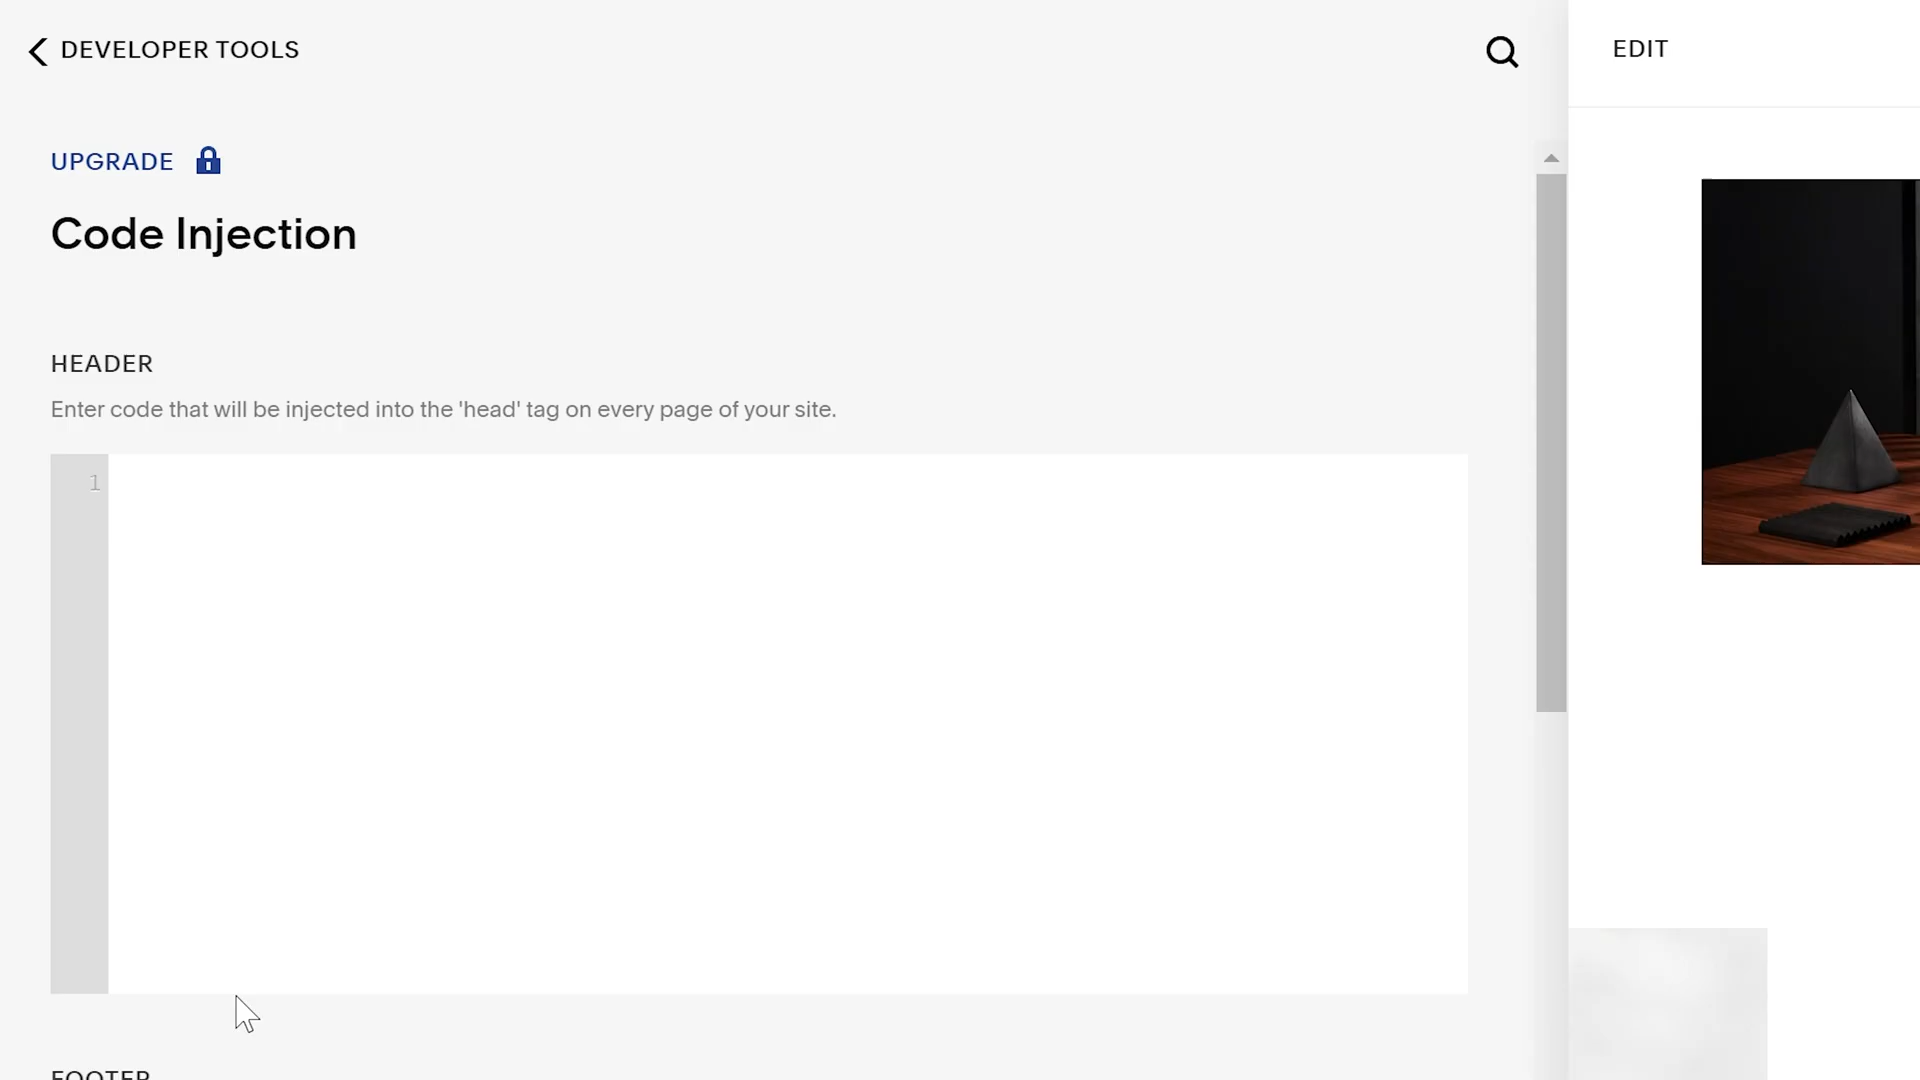 DEVELOPER TOOLS
EDIT
UPGRADE
Code Injection
HEADER
Enter code that will be injected into the 'head' tag on every page of your site.
1
FOOTER